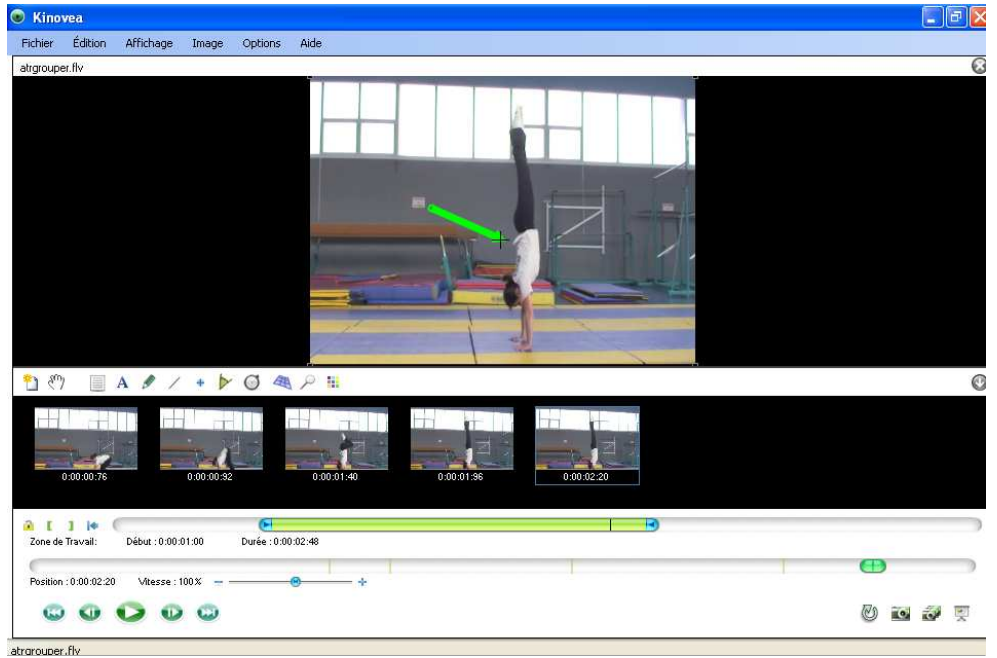 Kinovea
Fichier Édition Affichage Image Options Aide
atrgrouper.flv
A
0:00:00:76 0:00:00:92 0:00:01:40 0:00:01:96 0:00:02:20
Zone de Travail: Début : 0:00:01:00 Durée : 0:00:02:48
Position : 0:00:02:20 Vitesse : 100%
atrgrouper.flv